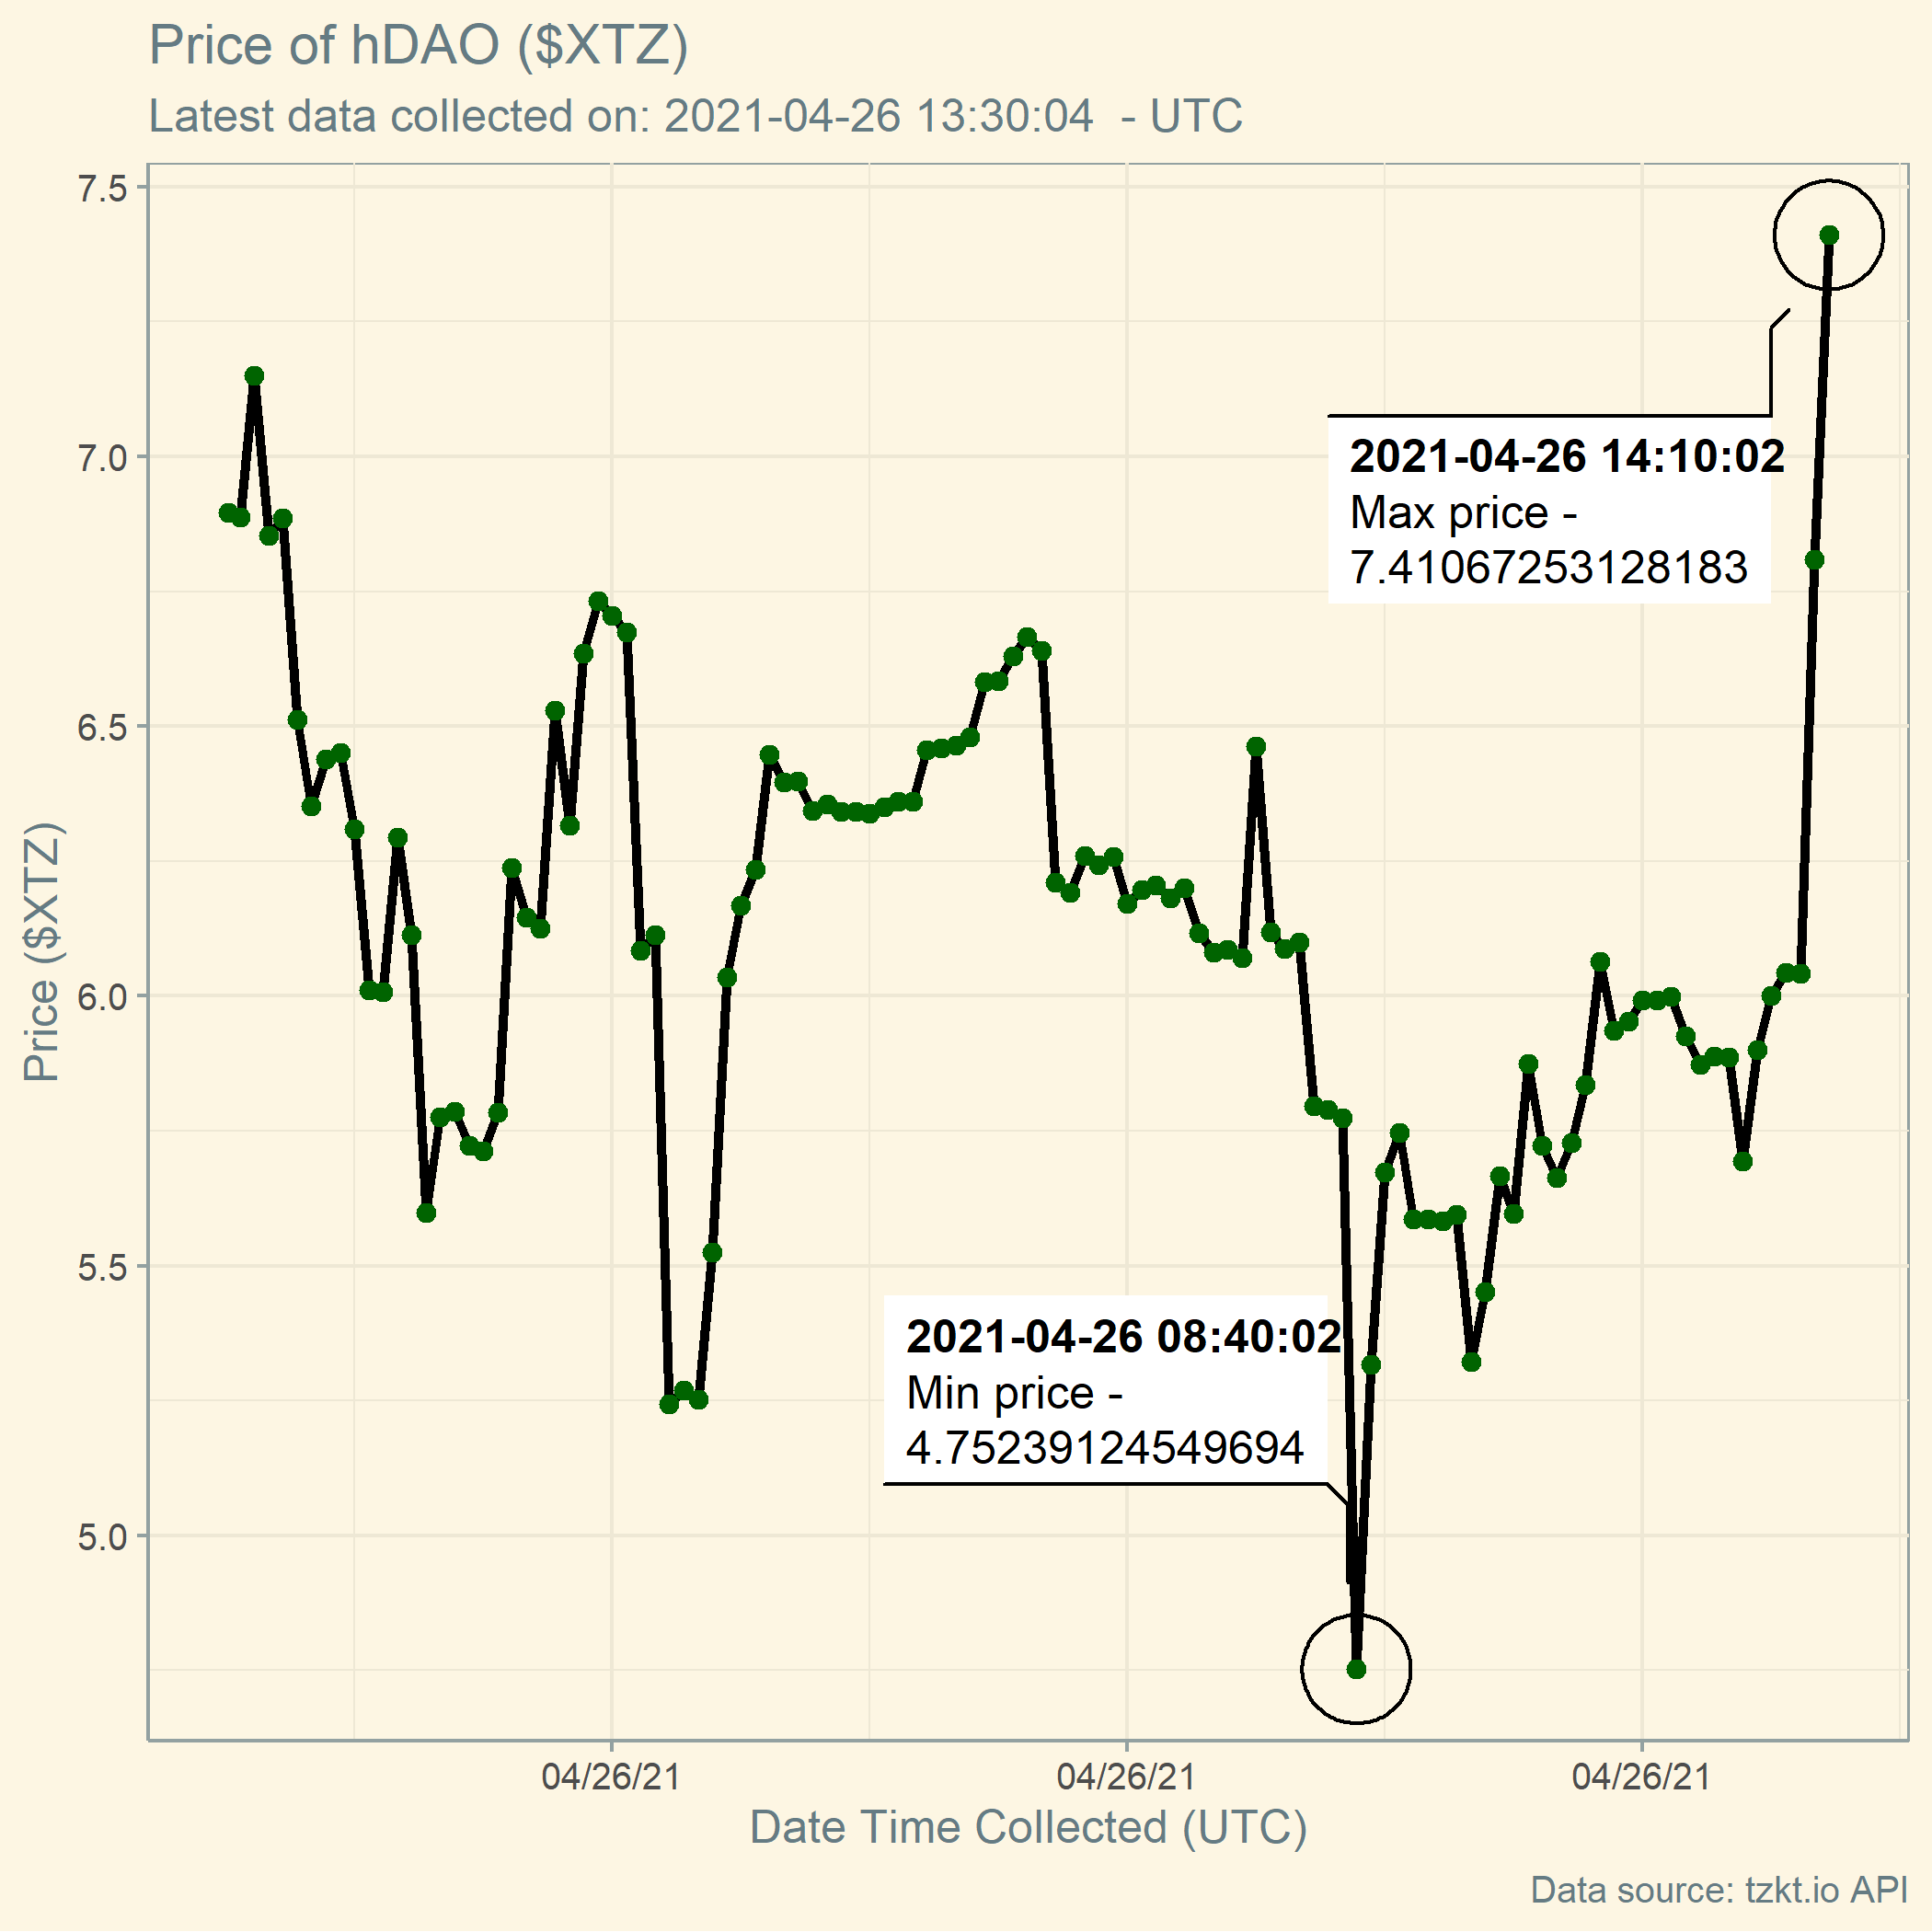 Price of hDAO ($XTZ)
Latest data collected on: 2021-04-26 13:30:04  - UTC
7.5
7.0
6.5
6.0
5.5
5.0
Price ($XTZ)
2021-04-26 14:10:02
Max price -
7.41067253128183
2021-04-26 08:40:02
Min price -
4.75239124549694
04/26/21
04/26/21
04/26/21
Date Time Collected (UTC)
Data source: tzkt.io API